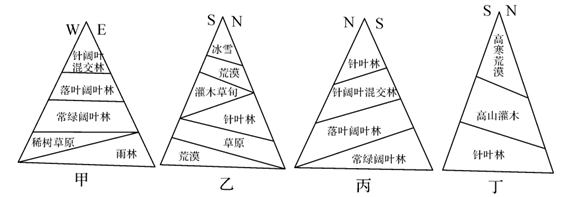 W E
针阔叶
混交林
落叶阔叶林
常绿阔叶林
稀树草原
雨林
甲
S N
冰雪
荒漠
灌木草甸
针叶林
草原
荒漠
乙
N S
针叶林
针阔叶混交林
落叶阔叶林
常绿阔叶林
丙
S N
高寒荒漠
高山灌木
针叶林
丁